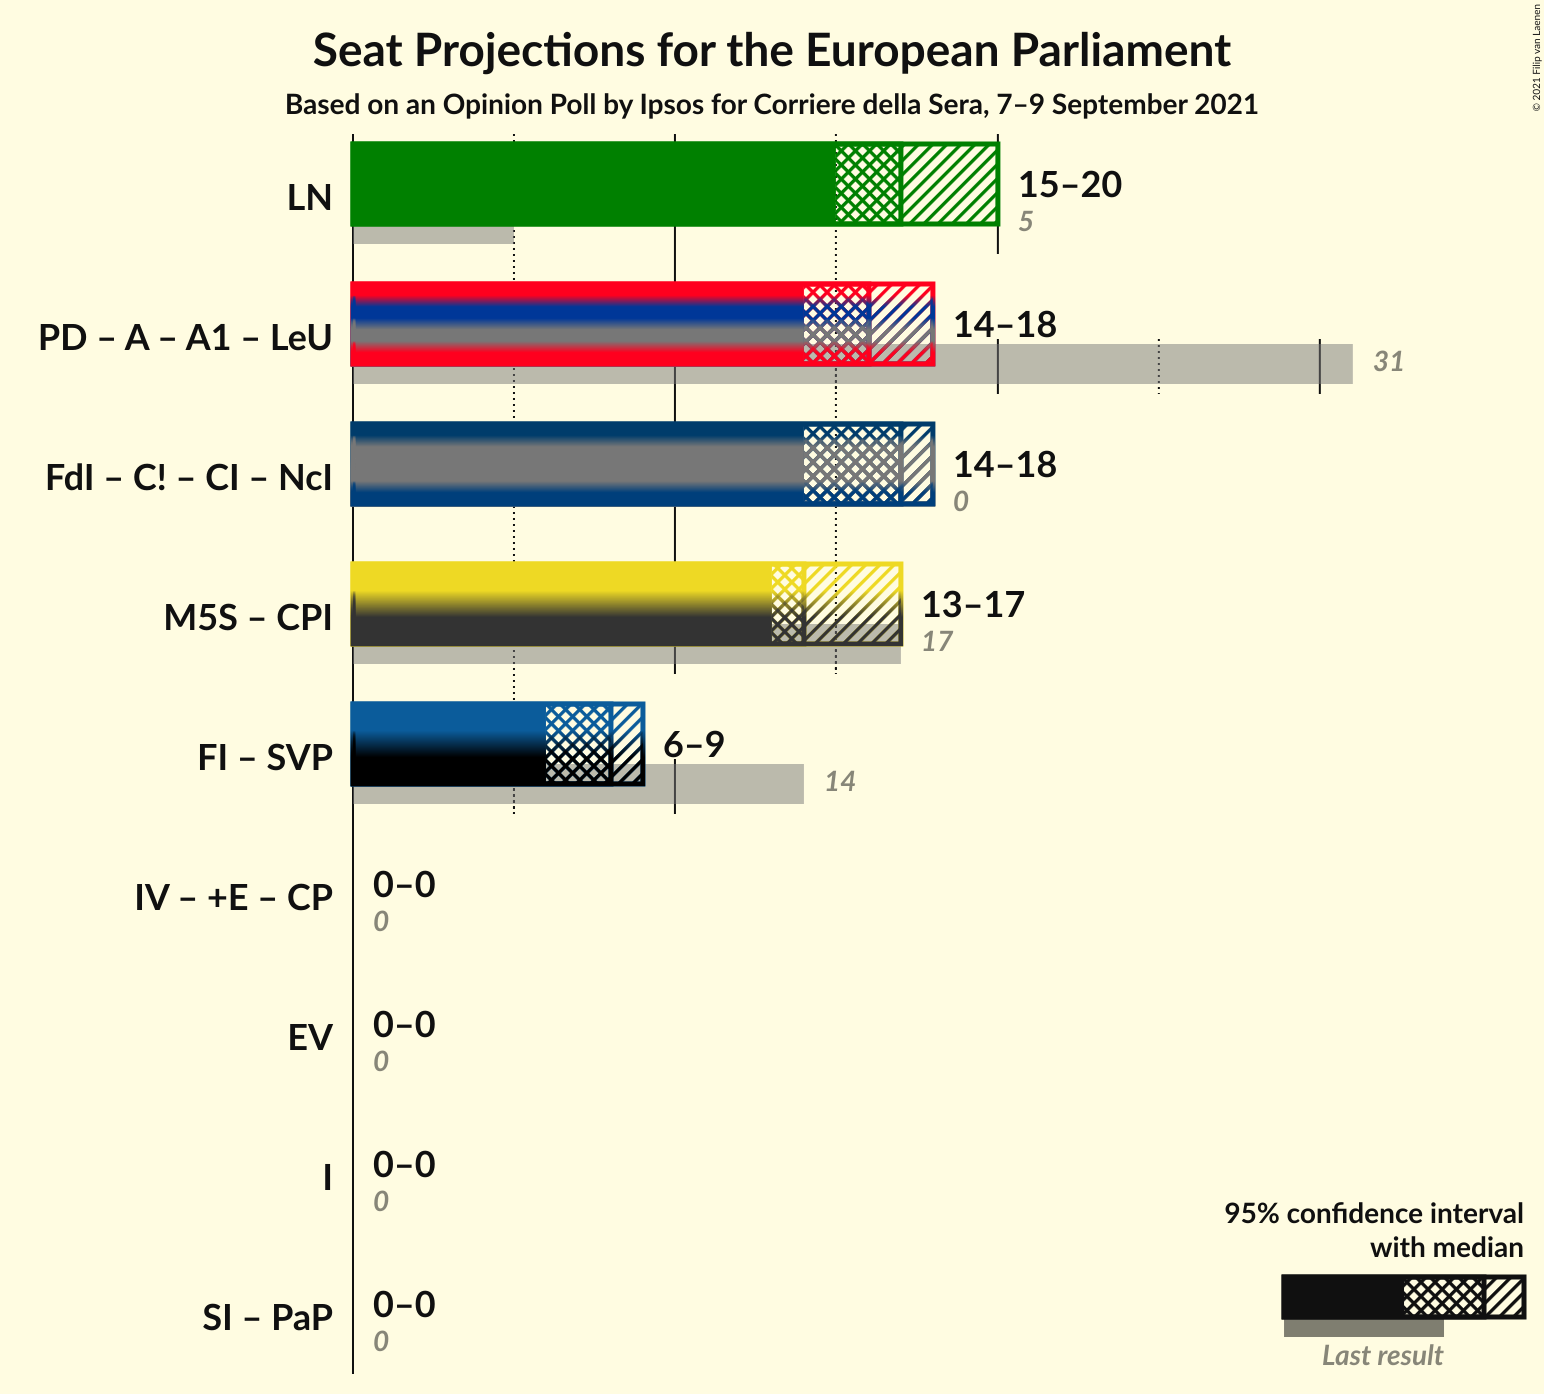 Seat Projections for the European Parliament
Based on an Opinion Poll by Ipsos for Corriere della Sera, 7–9 September 2021
© 2021 Filip van Laenen
LN
15–20
5
PD – A – A1 – LeU
14–18
31
FdI – C! – CI – NcI
14–18
0
M5S – CPI
13–17
17
FI – SVP
6–9
14
IV – +E – CP
0–0
0
EV
0–0
0
I
0–0
0
SI – PaP
0–0
0
95% confidence interval
with median
Last result